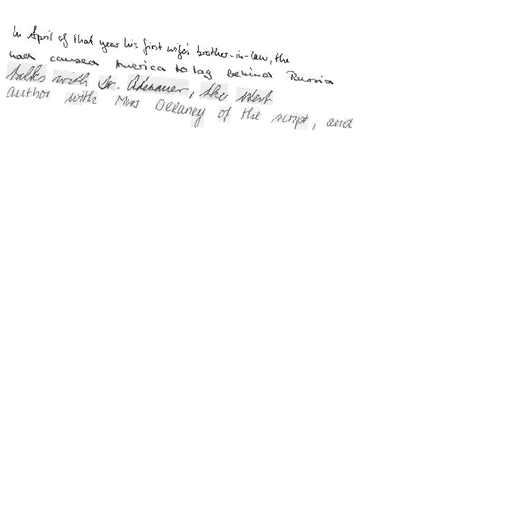 In April of that year his first wife's brother-in-law, the
had caused America to lag behind Russia
talks with Dr. Adenauer, the West
author with Miss Delaney of the script, and